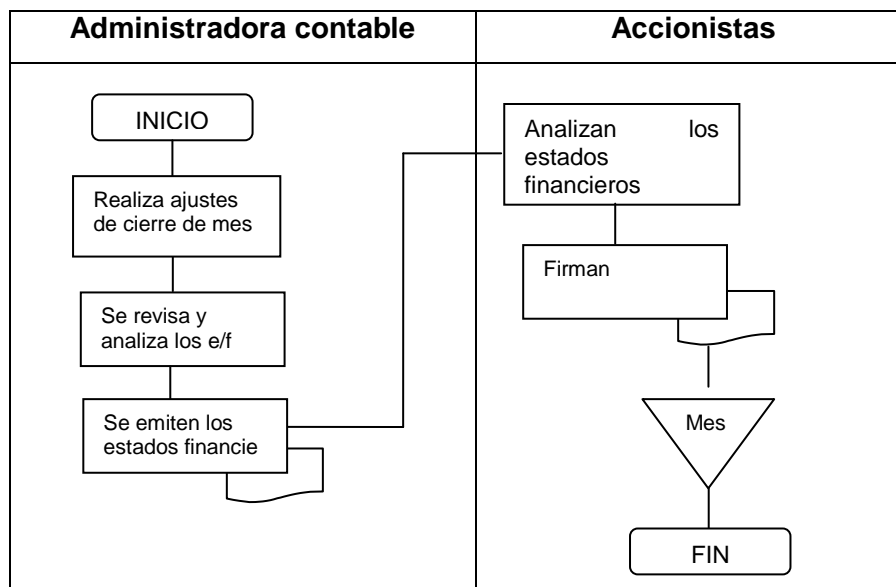 Administradora contable
Accionistas
INICIO
Realiza ajustes
de cierre de mes
Se revisa y
analiza los e/f
Se emiten los
estados financie
Analizan los
estados
financieros
Firman
Mes
FIN